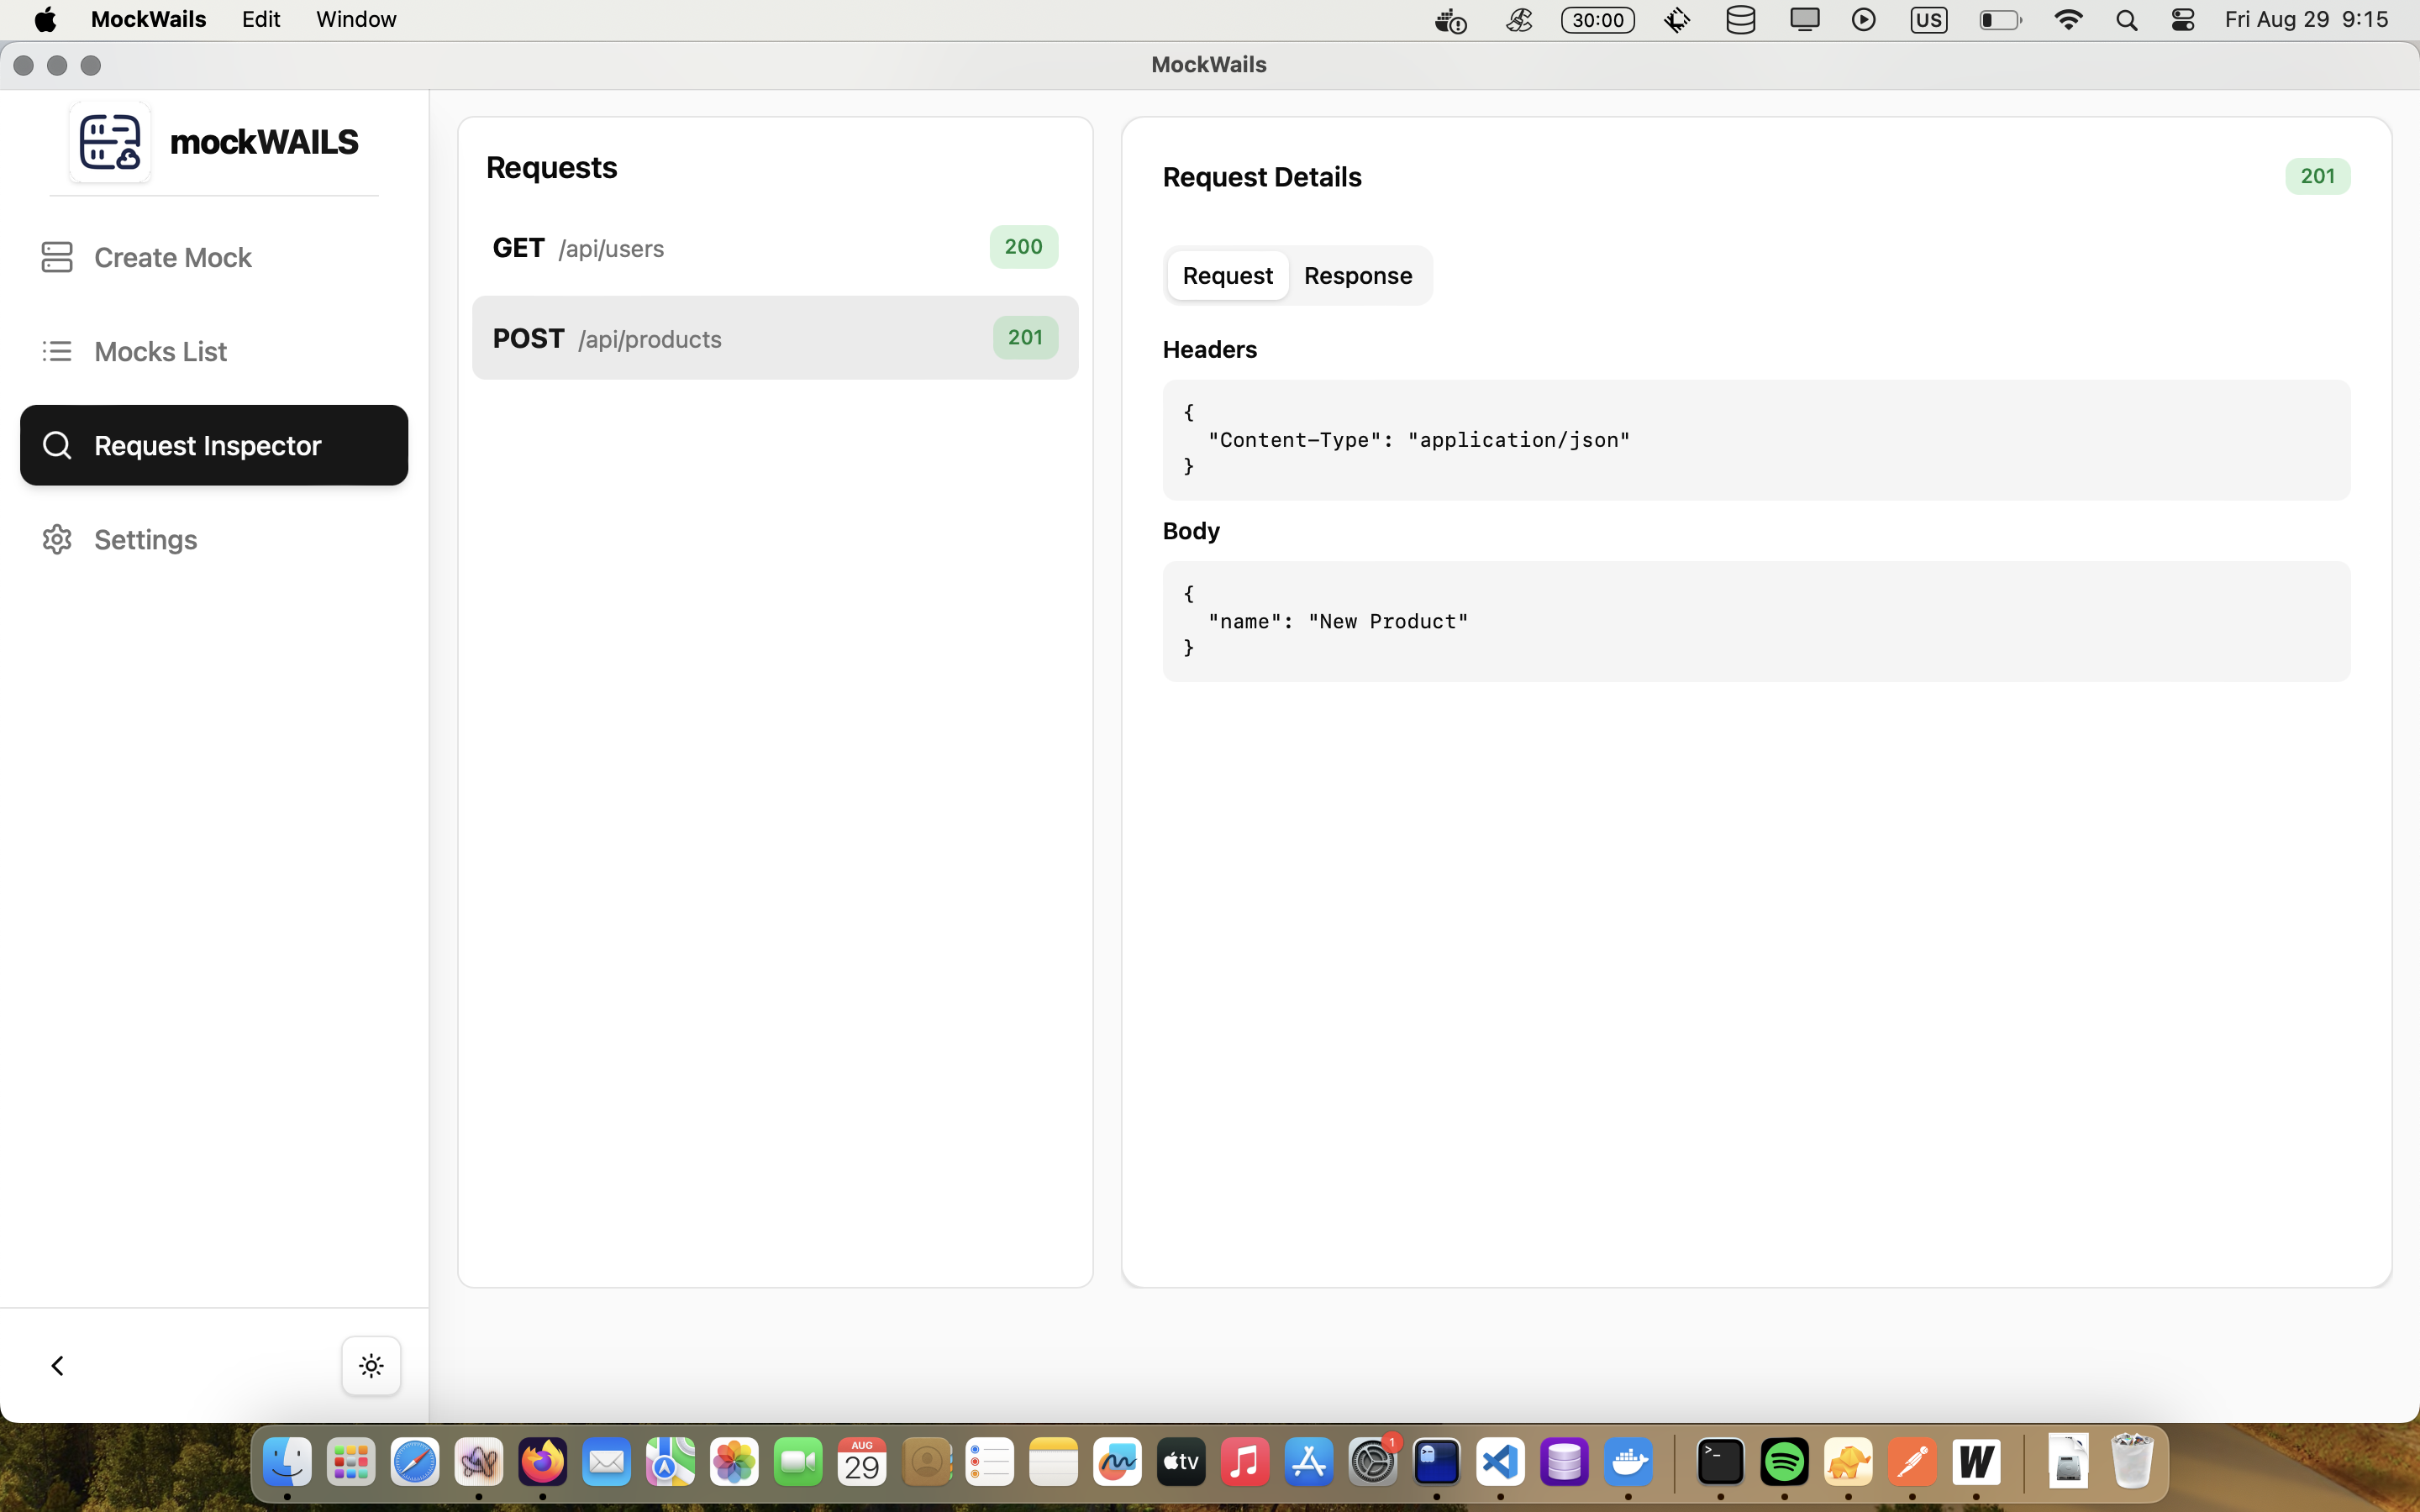 MockWails Edit Window 30:00 US Fri Aug 29 9:15
MockWails
mockWAILS
Create Mock
Mocks List
Request Inspector
Settings
Requests
GET /api/users 200
POST /api/products 201
Request Details 201
Request Response
Headers
{
"Content-Type": "application/json"
}
Body
{
"name": "New Product"
}
AUG
29
tv
1
>_
>_
W